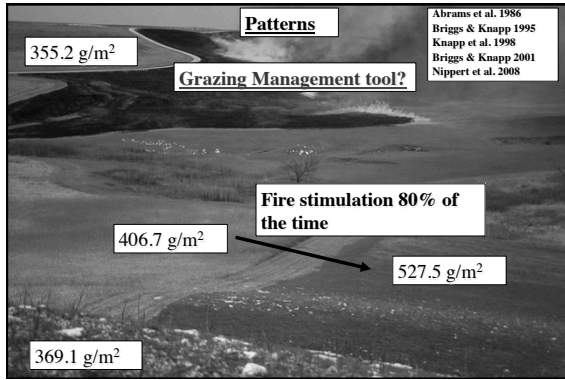 Patterns
Abrams et al. 1986
Briggs & Knapp 1995
Knapp et al. 1998
Briggs & Knapp 2001
Nippert et al. 2008
355.2 g/m²
Grazing Management tool?
Fire stimulation 80% of
the time
406.7 g/m²
527.5 g/m²
369.1 g/m²